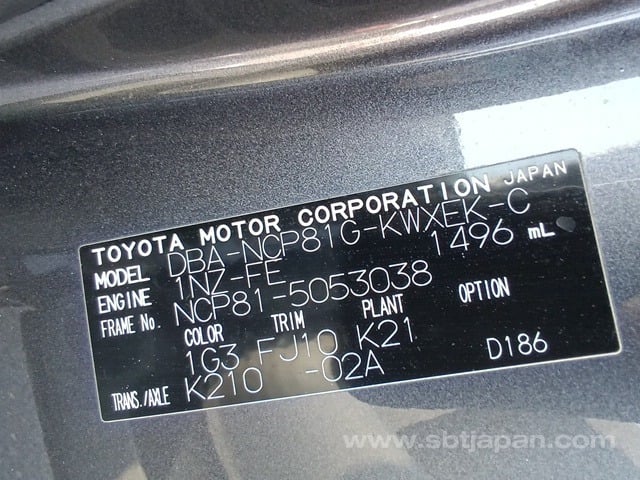 TOYOTA MOTOR CORPORATION JAPAN
MODEL DBA-NCP81G-KWXEK-C
ENGINE 1NZ-FE 1496 mL
FRAME No. NCP81-5053038
COLOR TRIM PLANT OPTION
1G3 FJ10 K21
TRANS./AXLE K210 -02A D186
www.sbtjapan.com